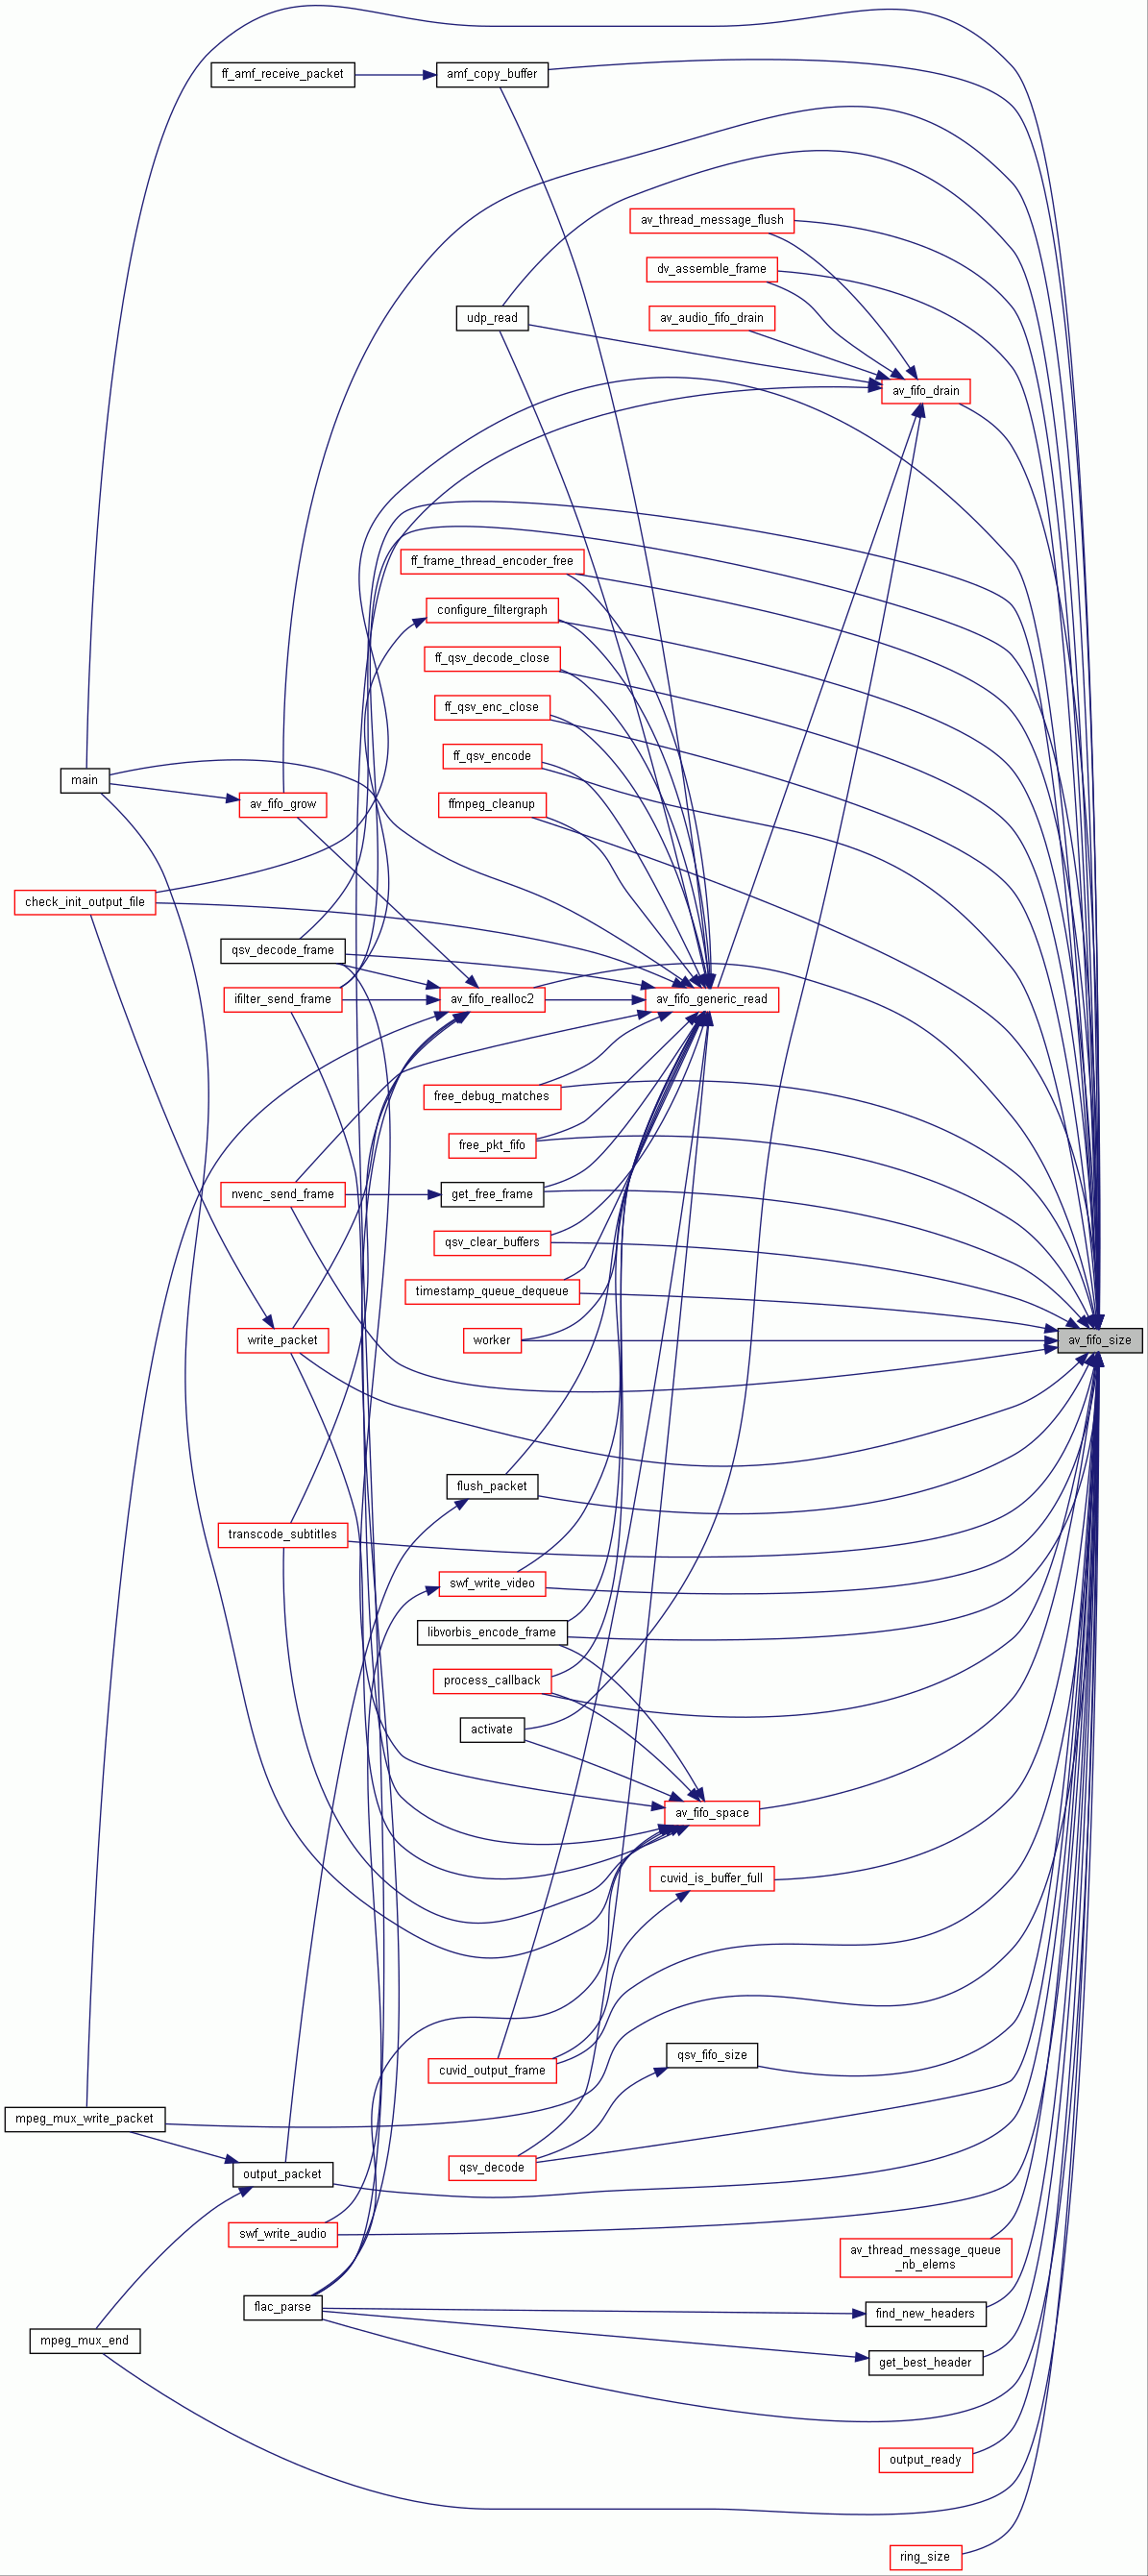 ff_amf_receive_packet
amf_copy_buffer
av_thread_message_flush
dv_assemble_frame
udp_read
av_audio_fifo_drain
av_fifo_drain
ff_frame_thread_encoder_free
configure_filtergraph
ff_qsv_decode_close
ff_qsv_enc_close
ff_qsv_encode
main
av_fifo_grow
ffmpeg_cleanup
check_init_output_file
qsv_decode_frame
ifilter_send_frame
av_fifo_realloc2
av_fifo_generic_read
free_debug_matches
free_pkt_fifo
nvenc_send_frame
get_free_frame
qsv_clear_buffers
timestamp_queue_dequeue
write_packet
worker
av_fifo_size
flush_packet
transcode_subtitles
swf_write_video
libvorbis_encode_frame
process_callback
activate
av_fifo_space
cuvid_is_buffer_full
qsv_fifo_size
cuvid_output_frame
mpeg_mux_write_packet
qsv_decode
output_packet
swf_write_audio
av_thread_message_queue
_nb_elems
flac_parse
find_new_headers
mpeg_mux_end
get_best_header
output_ready
ring_size